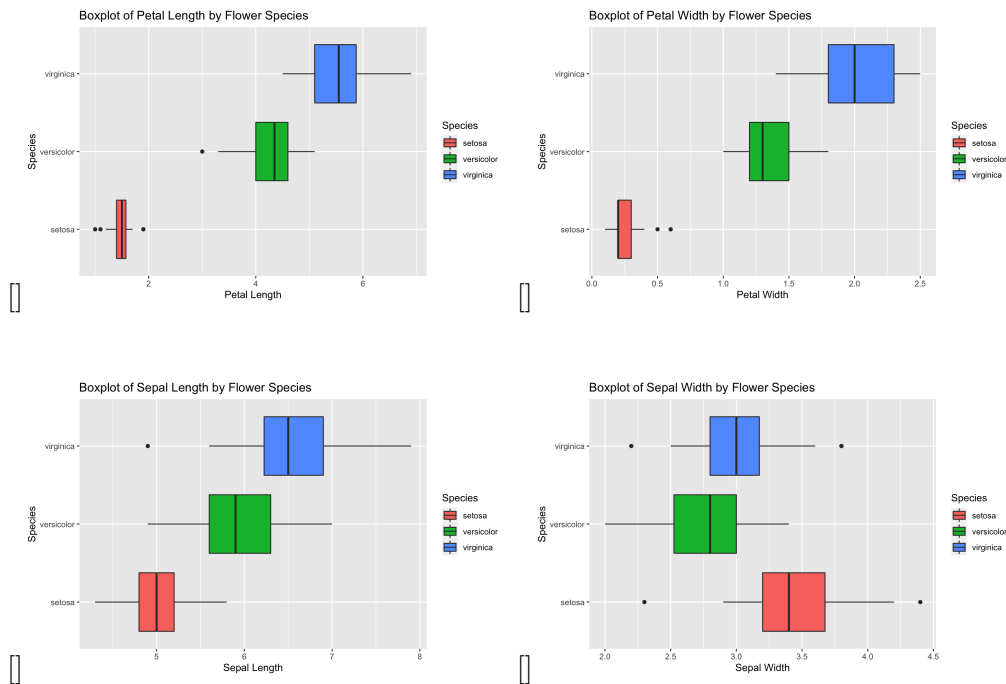 Boxplot of Petal Length by Flower Species
virginica
versicolor
setosa
Species
2 4 6
Petal Length
Species
setosa
versicolor
virginica
[]
Boxplot of Petal Width by Flower Species
virginica
versicolor
setosa
Species
0.0 0.5 1.0 1.5 2.0 2.5
Petal Width
Species
setosa
versicolor
virginica
[]
Boxplot of Sepal Length by Flower Species
virginica
versicolor
setosa
Species
5 6 7 8
Sepal Length
Species
setosa
versicolor
virginica
[]
Boxplot of Sepal Width by Flower Species
virginica
versicolor
setosa
Species
2.0 2.5 3.0 3.5 4.0 4.5
Sepal Width
Species
setosa
versicolor
virginica
[]